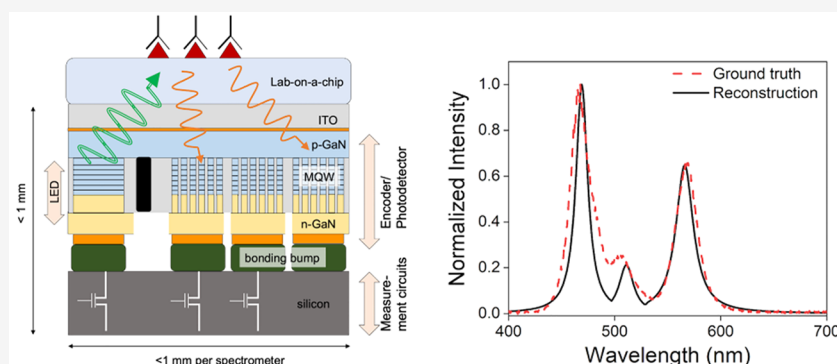 Lab-on-a-chip
ITO
p-GaN
MQW
n-GaN
bonding bump
silicon
< 1 mm
LED
Encoder/
Photodetector
Measure-
ment circuits
<1 mm per spectrometer
Ground truth
Reconstruction
Normalized Intensity
1.0
0.8
0.6
0.4
0.2
0.0
400
500
600
700
Wavelength (nm)